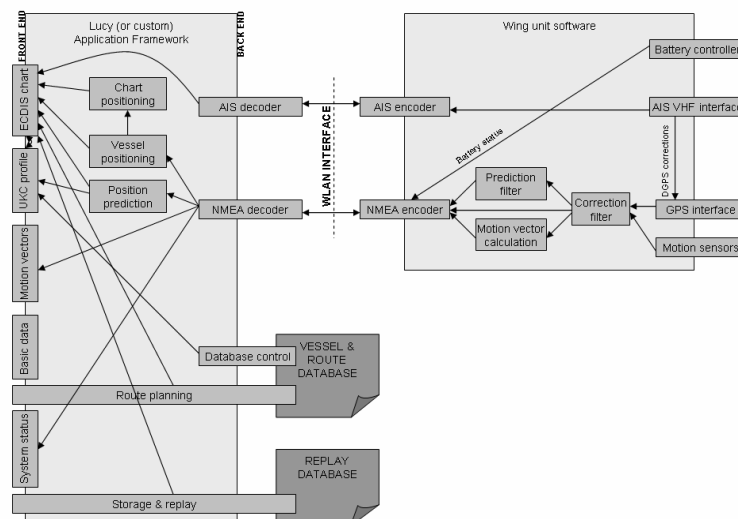 Lucy (or custom)
Application Framework
FRONT END
BACK END
Wing unit software
Battery controller
ECDIS chart
Chart
positioning
AIS decoder
AIS encoder
AIS VHF interface
WLAN INTERFACE
Battery status
DGPS corrections
Vessel
positioning
UKC profile
Position
prediction
NMEA decoder
NMEA encoder
Prediction
filter
Correction
filter
GPS interface
Motion vector
calculation
Motion sensors
Motion vectors
Basic data
Database control
VESSEL &
ROUTE
DATABASE
Route planning
System status
REPLAY
DATABASE
Storage & replay